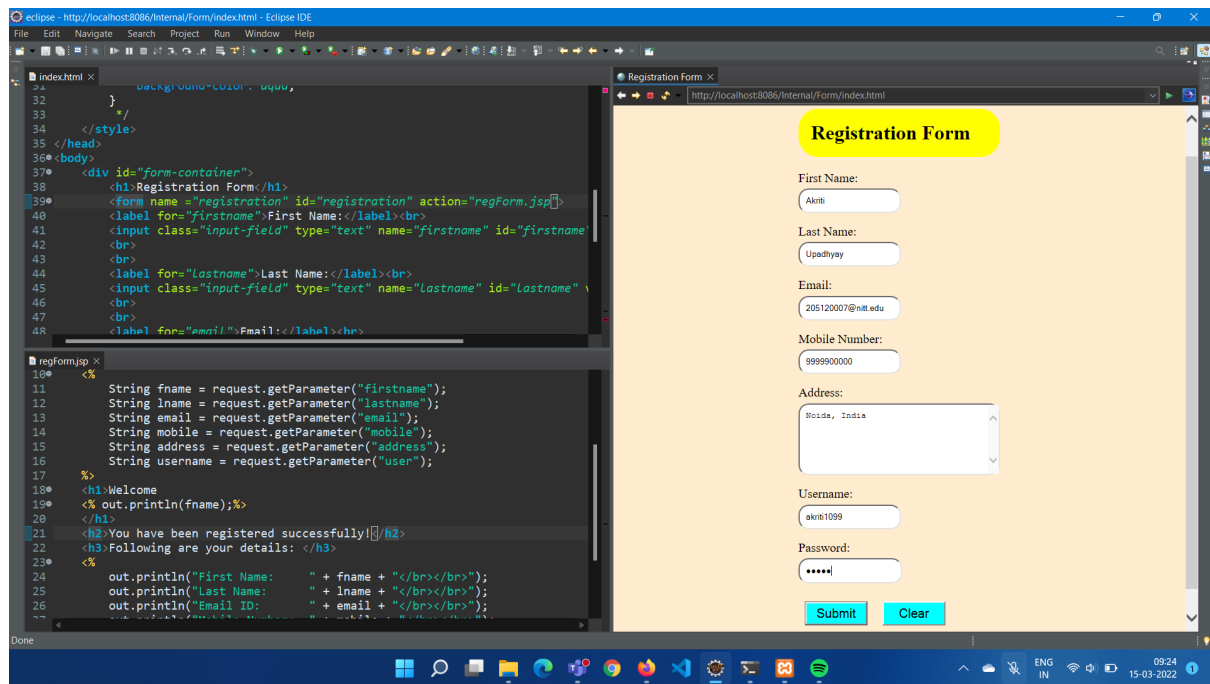 eclipse - http://localhost:8086/Internal/Form/index.html - Eclipse IDE
File Edit Navigate Search Project Run Window Help
index.html
31 background-color: aqua;
32 }
33 */
34 </style>
35 </head>
36 <body>
37 <div id="form-container">
38 <h1>Registration Form</h1>
39 <form name ="registration" id="registration" action="regForm.jsp">
40 <label for="firstname">First Name:</label><br>
41 <input class="input-field" type="text" name="firstname" id="firstname"
42 <br>
43 <br>
44 <label for="lastname">Last Name:</label><br>
45 <input class="input-field" type="text" name="lastname" id="lastname"
46 <br>
47 <br>
48 <label for="email">Email:</label><br>
regForm.jsp
10 <%
11 String fname = request.getParameter("firstname");
12 String lname = request.getParameter("lastname");
13 String email = request.getParameter("email");
14 String mobile = request.getParameter("mobile");
15 String address = request.getParameter("address");
16 String username = request.getParameter("user");
17 %>
18 <h1>Welcome
19 <% out.println(fname);%>
20 </h1>
21 <h2>You have been registered successfully!</h2>
22 <h3>Following are your details: </h3>
23 <%
24 out.println("First Name: " + fname + "</br></br>");
25 out.println("Last Name: " + lname + "</br></br>");
26 out.println("Email ID: " + email + "</br></br>");
27 out.println("Mobile Number: " + mobile + "</br></br>");
Registration Form
http://localhost:8086/Internal/Form/index.html
Registration Form
First Name:
Akriti
Last Name:
Upadhyay
Email:
205120007@nitt.edu
Mobile Number:
9999900000
Address:
Noida, India
Username:
akriti1099
Password:
•••••
Submit Clear
Done
ENG
IN
09:24
15-03-2022
1